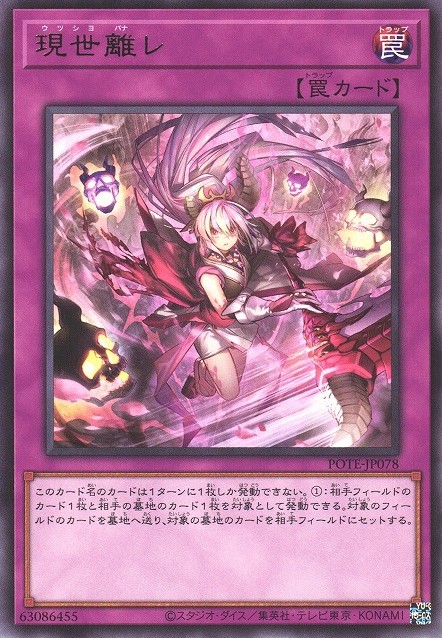 ウツシヨ バナ
現世離レ
トラップ
罠
トラップ
【罠カード】
POTE-JP078
このカード名のカードは1ターンに1枚しか発動できない。①:相手フィールドの
カード1枚と相手の墓地のカード1枚を対象として発動できる。対象のフィ
ールドのカードを墓地へ送り、対象の墓地のカードを相手フィールドにセットする。
63086455
©スタジオ・ダイス/集英社・テレビ東京・KONAMI